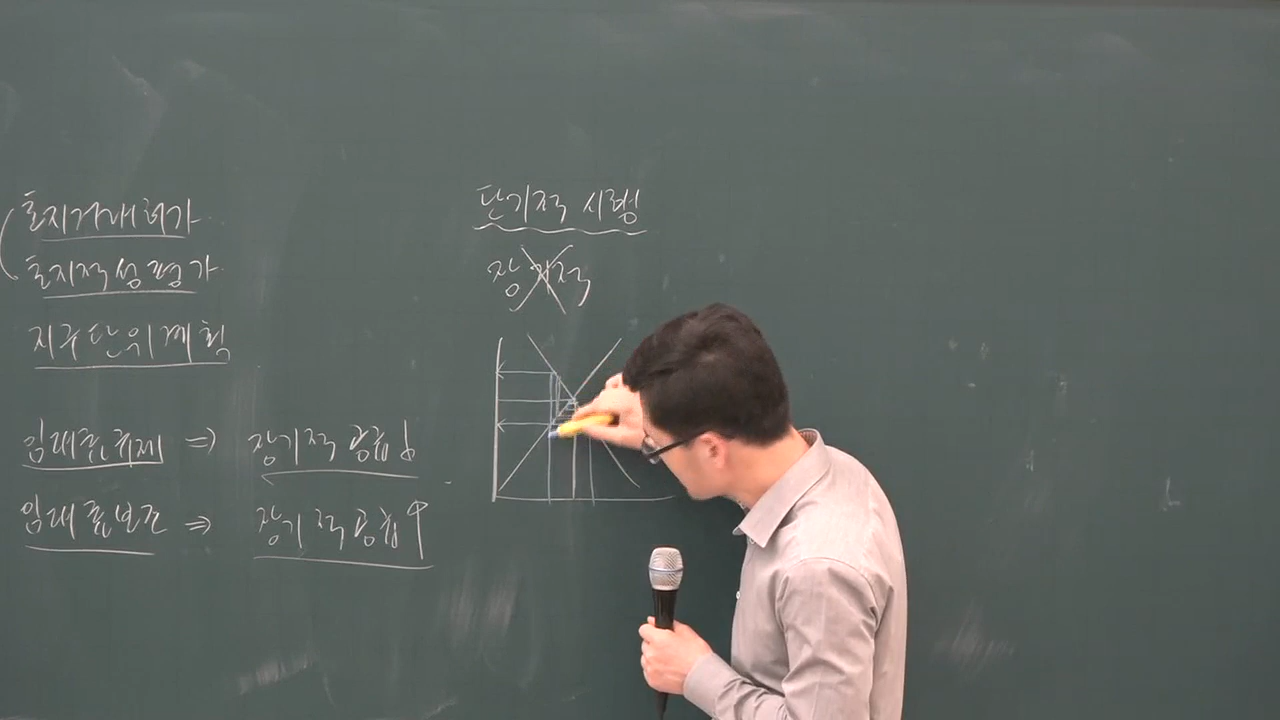 토지거래허가
토지적성평가
지구단위계획
임대료규제 ⇒ 장기적 공급↓
임대료보조 ⇒ 장기적 공급↑
단기적 시형
장기적